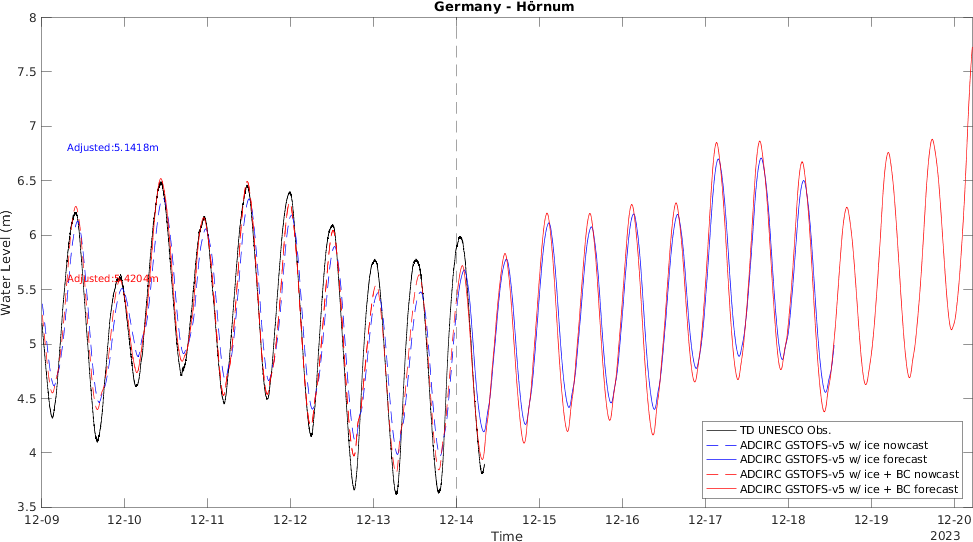 Germany - Hörnum
8
7.5
7
6.5
6
5.5
5
4.5
4
3.5
Water Level (m)
Adjusted:5.1418m
Adjusted:5.4204m
TD UNESCO Obs.
ADCIRC GSTOFS-v5 w/ ice nowcast
ADCIRC GSTOFS-v5 w/ ice forecast
ADCIRC GSTOFS-v5 w/ ice + BC nowcast
ADCIRC GSTOFS-v5 w/ ice + BC forecast
12-09 12-10 12-11 12-12 12-13 12-14 12-15 12-16 12-17 12-18 12-19 12-20
2023
Time